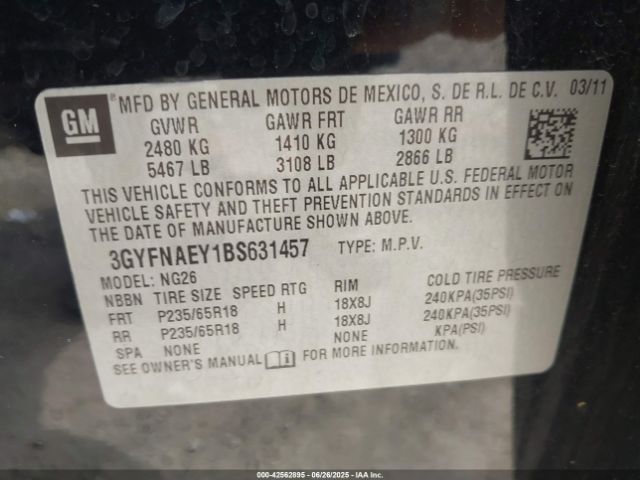 GM MFD BY GENERAL MOTORS DE MEXICO, S. DE R.L. DE C.V. 03/11
GVWR GAWR FRT GAWR RR
2480 KG 1410 KG 1300 KG
5467 LB 3108 LB 2866 LB
THIS VEHICLE CONFORMS TO ALL APPLICABLE U.S. FEDERAL MOTOR
VEHICLE SAFETY AND THEFT PREVENTION STANDARDS IN EFFECT ON
THE DATE OF MANUFACTURE SHOWN ABOVE.
3GYFNAEY1BS631457 TYPE: M.P.V.
MODEL: NG26
NBBN TIRE SIZE SPEED RTG RIM COLD TIRE PRESSURE
FRT P235/65R18 H 18X8J 240KPA(35PSI)
RR P235/65R18 H 18X8J 240KPA(35PSI)
SPA NONE NONE KPA(PSI)
SEE OWNER'S MANUAL i FOR MORE INFORMATION.
000-42562895 - 06/26/2025 - IAA Inc.